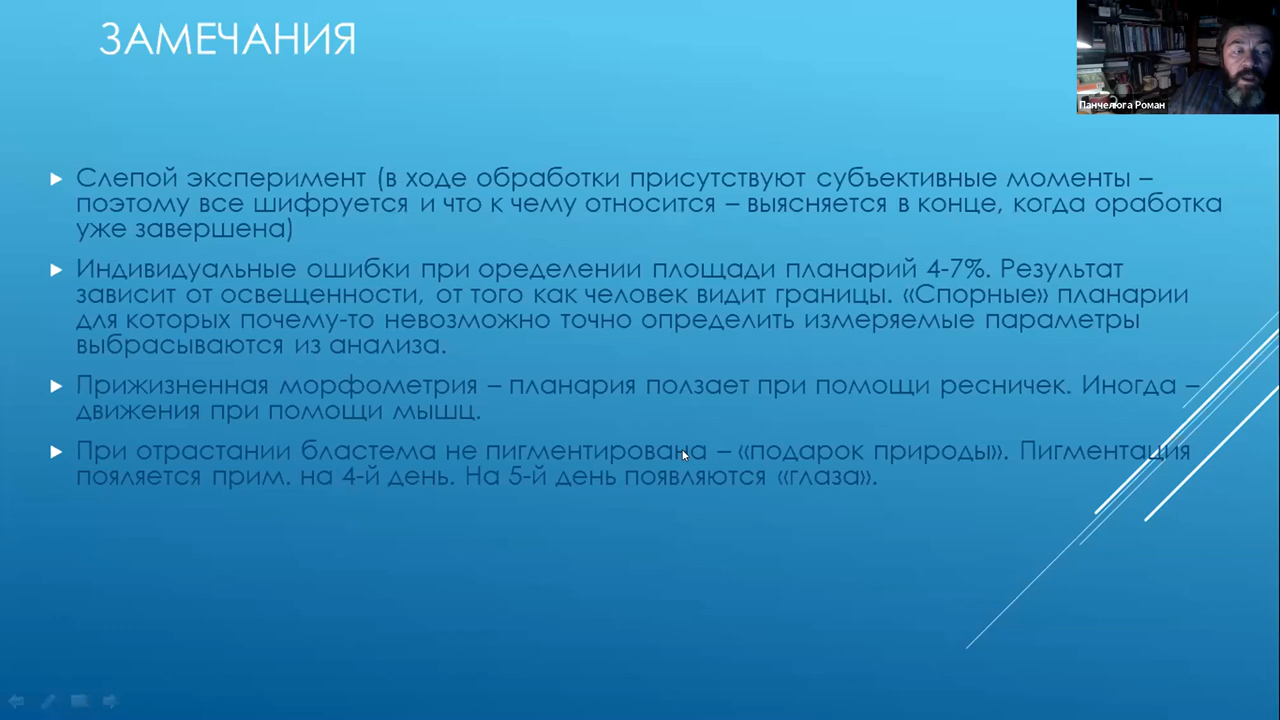 ЗАМЕЧАНИЯ
Панчелюга Роман
Слепой эксперимент (в ходе обработки присутствуют субъективные моменты –
поэтому все шифруется и что к чему относится – выясняется в конце, когда оработка
уже завершена)
Индивидуальные ошибки при оределении площади планарий 4-7%. Результат
зависит от освещенности, от того как человек видит границы. «Спорные» планарии
для которых почему-то невозможно точно определить измеряемые параметры
выбрасываются из анализа.
Прижизненная морфометрия – планария ползает при помощи ресничек. Иногда –
движения при помощи мышц.
При отрастании бластема не пигментирована – «подарок природы». Пигментация
пояляется прим. на 4-й день. На 5-й день появляются «глаза».